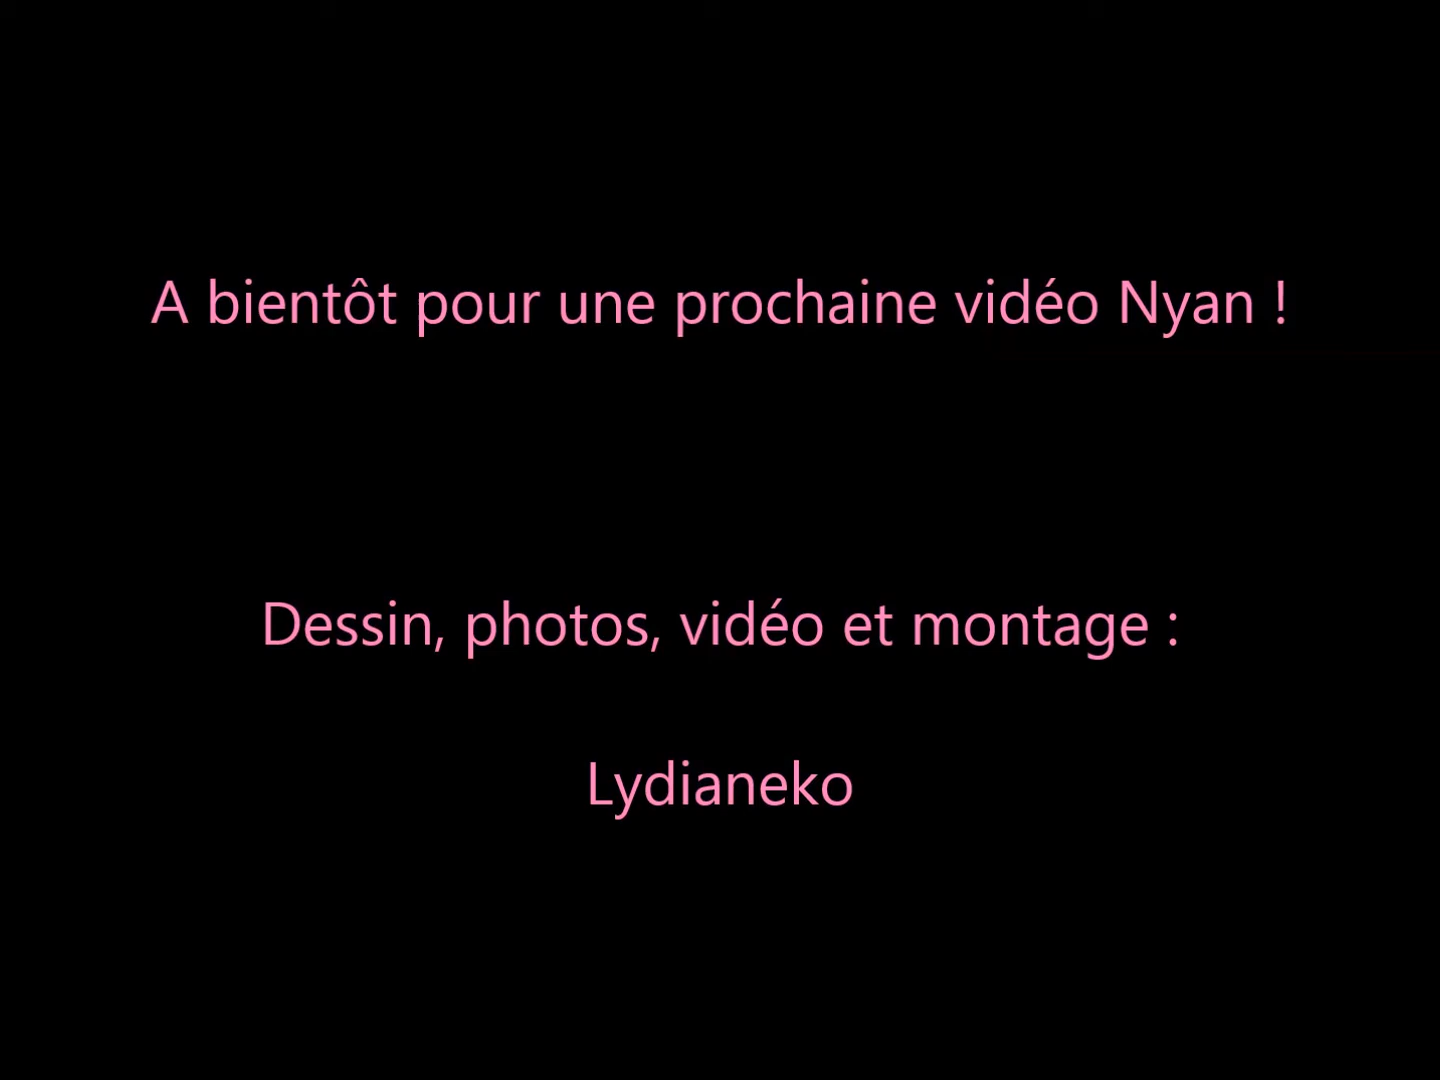 A bientôt pour une prochaine vidéo Nyan !
Dessin, photos, vidéo et montage :
Lydianeko